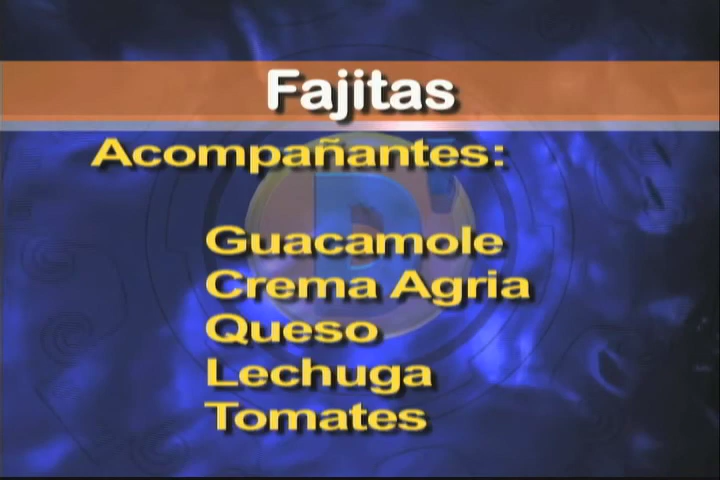 Fajitas
Acompañantes:
Guacamole
Crema Agria
Queso
Lechuga
Tomates